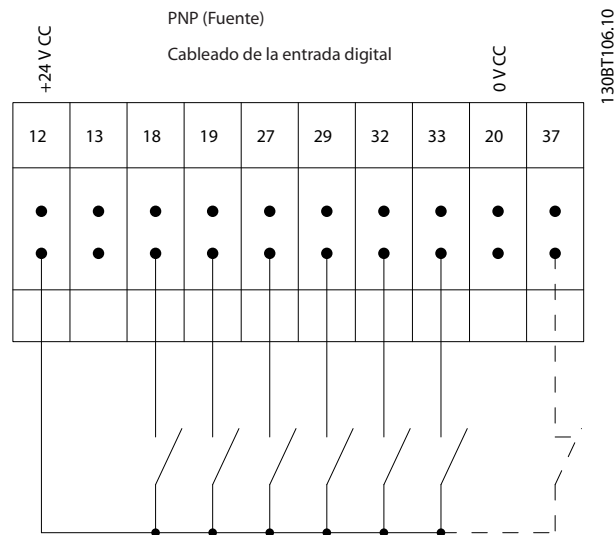 PNP (Fuente)
Cableado de la entrada digital
+24 V CC
0 V CC
130BT106.10
12 13 18 19 27 29 32 33 20 37